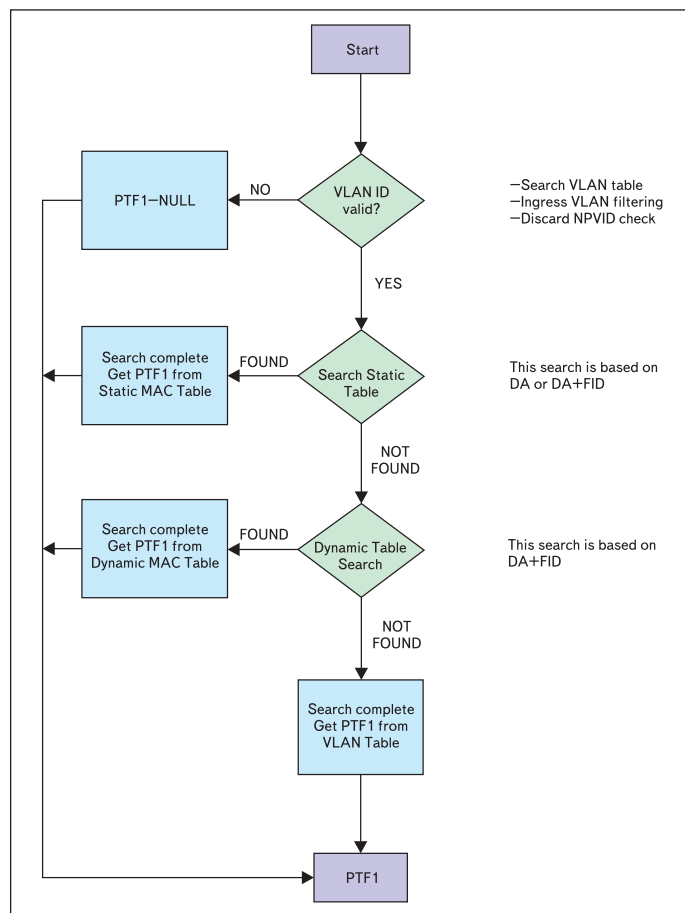 Start
VLAN ID
valid?
NO
PTF1—NULL
—Search VLAN table
—Ingress VLAN filtering
—Discard NPVID check
YES
Search Static
Table
FOUND
Search complete
Get PTF1 from
Static MAC Table
This search is based on
DA or DA+FID
NOT
FOUND
Dynamic Table
Search
FOUND
Search complete
Get PTF1 from
Dynamic MAC Table
This search is based on
DA+FID
NOT
FOUND
Search complete
Get PTF1 from
VLAN Table
PTF1